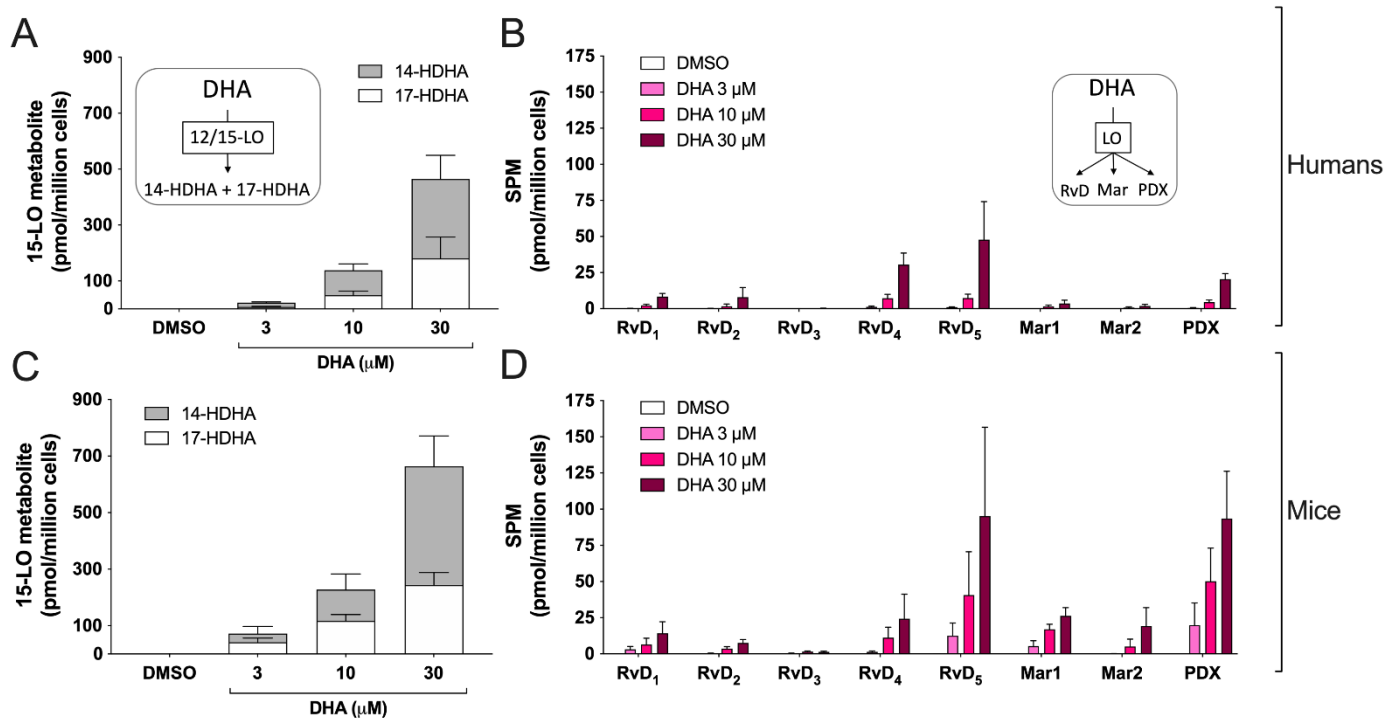 A
15-LO metabolite
(pmol/million cells)
900
700
500
300
100
0
DHA
12/15-LO
14-HDHA + 17-HDHA
14-HDHA
17-HDHA
DMSO
3
10
30
DHA (μM)
B
SPM
(pmol/million cells)
175
150
125
100
75
50
25
0
DMSO
DHA 3 μM
DHA 10 μM
DHA 30 μM
DHA
LO
RvD Mar PDX
RvD₁ RvD₂ RvD₃ RvD₄ RvD₅ Mar1 Mar2 PDX
Humans
C
15-LO metabolite
(pmol/million cells)
900
700
500
300
100
0
14-HDHA
17-HDHA
DMSO
3
10
30
DHA (μM)
D
SPM
(pmol/million cells)
175
150
125
100
75
50
25
0
DMSO
DHA 3 μM
DHA 10 μM
DHA 30 μM
RvD₁ RvD₂ RvD₃ RvD₄ RvD₅ Mar1 Mar2 PDX
Mice